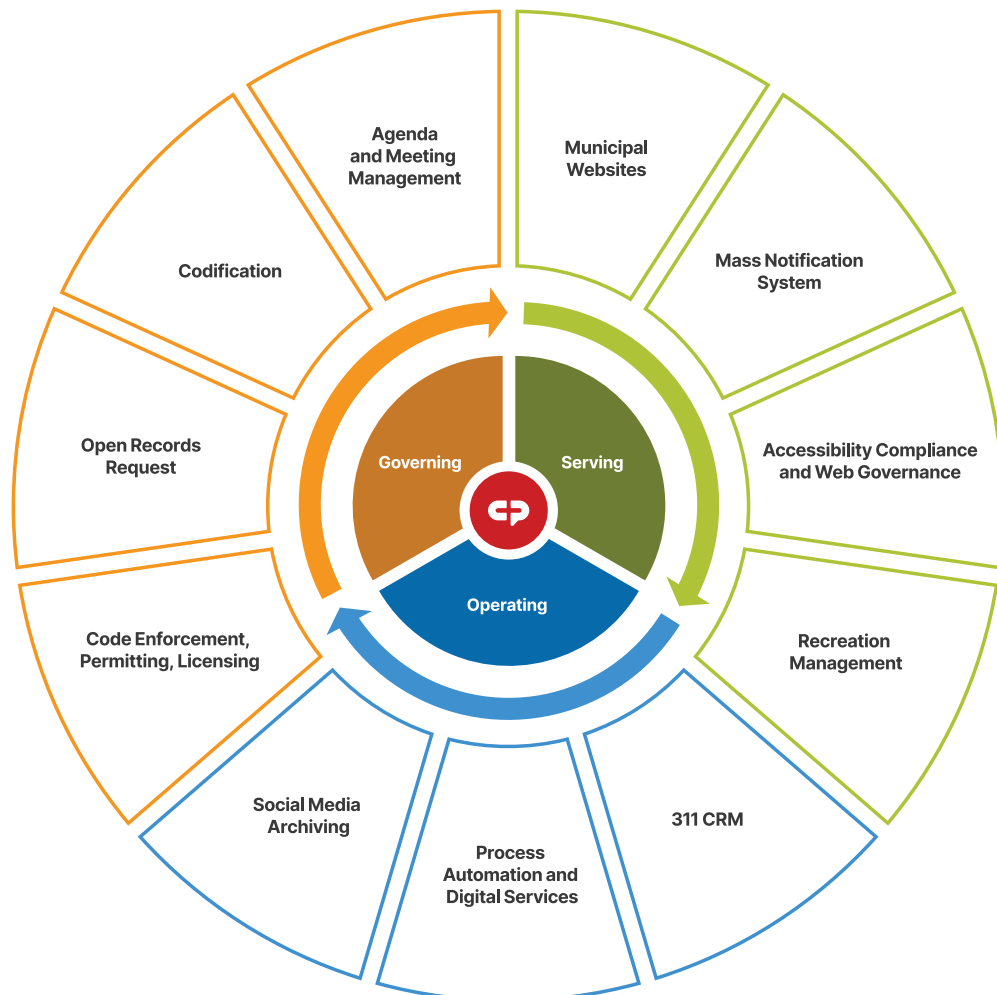 Agenda
and Meeting
Management
Municipal
Websites
Codification
Mass Notification
System
Open Records
Request
Governing
Serving
Accessibility Compliance
and Web Governance
Operating
Code Enforcement,
Permitting, Licensing
Recreation
Management
Social Media
Archiving
Process
Automation and
Digital Services
311 CRM